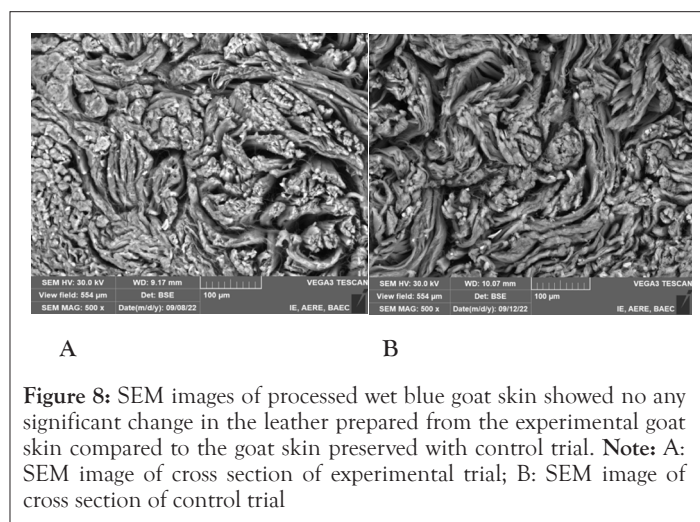 SEM HV: 30.0 kV WD: 9.17 mm VEGA3 TESCAN
View field: 554 µm Det: BSE 100 µm
SEM MAG: 500 x Date(m/d/y): 09/08/22 IE, AERE, BAEC
SEM HV: 30.0 kV WD: 10.07 mm VEGA3 TESCAN
View field: 554 µm Det: BSE 100 µm
SEM MAG: 500 x Date(m/d/y): 09/12/22 IE, AERE, BAEC
A B
Figure 8: SEM images of processed wet blue goat skin showed no any
significant change in the leather prepared from the experimental goat
skin compared to the goat skin preserved with control trial. Note: A:
SEM image of cross section of experimental trial; B: SEM image of
cross section of control trial